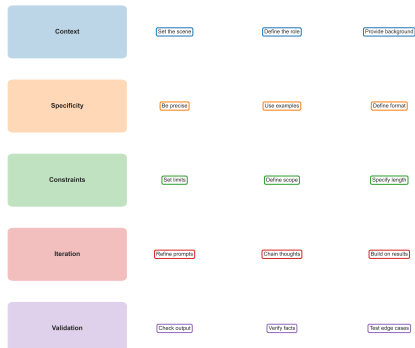 Context
Set the scene
Define the role
Provide background
Specificity
Be precise
Use examples
Define format
Constraints
Set limits
Define scope
Specify length
Iteration
Refine prompts
Chain thoughts
Build on results
Validation
Check output
Verify facts
Test edge cases